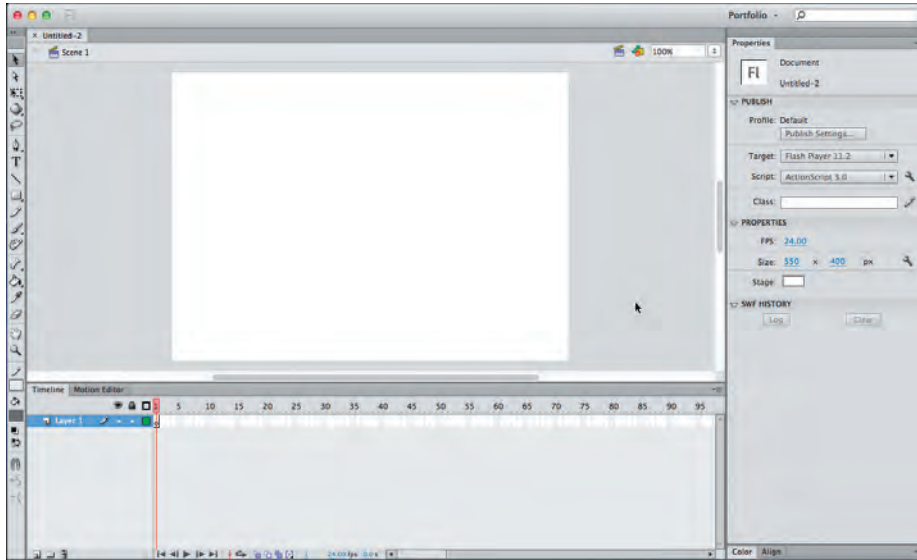 Portfolio
Untitled-2
Scene 1
100%
Properties
Fl
Document
Untitled-2
PUBLISH
Profile: Default
Publish Settings...
Target: Flash Player 11.2
Script: ActionScript 3.0
Class:
PROPERTIES
FPS: 24.00
Size: 550 x 400 px
Stage:
SWF HISTORY
Log Clear
T
Timeline Motion Editor
1 5 10 15 20 25 30 35 40 45 50 55 60 65 70 75 80 85 90 95
Layer 1
24.00 fps 0.0 s
Color Align